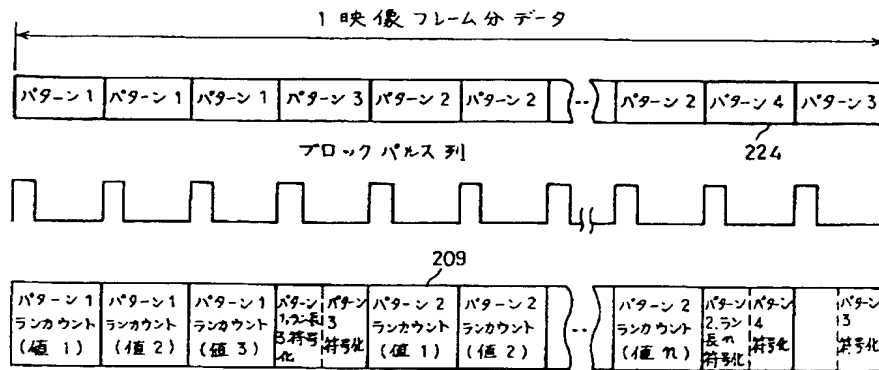 1 映像フレーム分データ
パターン1 パターン1 パターン1 パターン3 パターン2 パターン2 -- パターン2 パターン4 パターン3
224
ブロックパルス列
209
パターン1 ランカウント (値1)
パターン1 ランカウント (値2)
パターン1 ランカウント (値3)
パターン 1,ラン長 3符号化
パターン 3 符号化
パターン2 ランカウント (値1)
パターン2 ランカウント (値2)
--
パターン2 ランカウント (値n)
パターン 2,ラン 長n 符号化
パターン 4 符号化
パターン 3 符号化